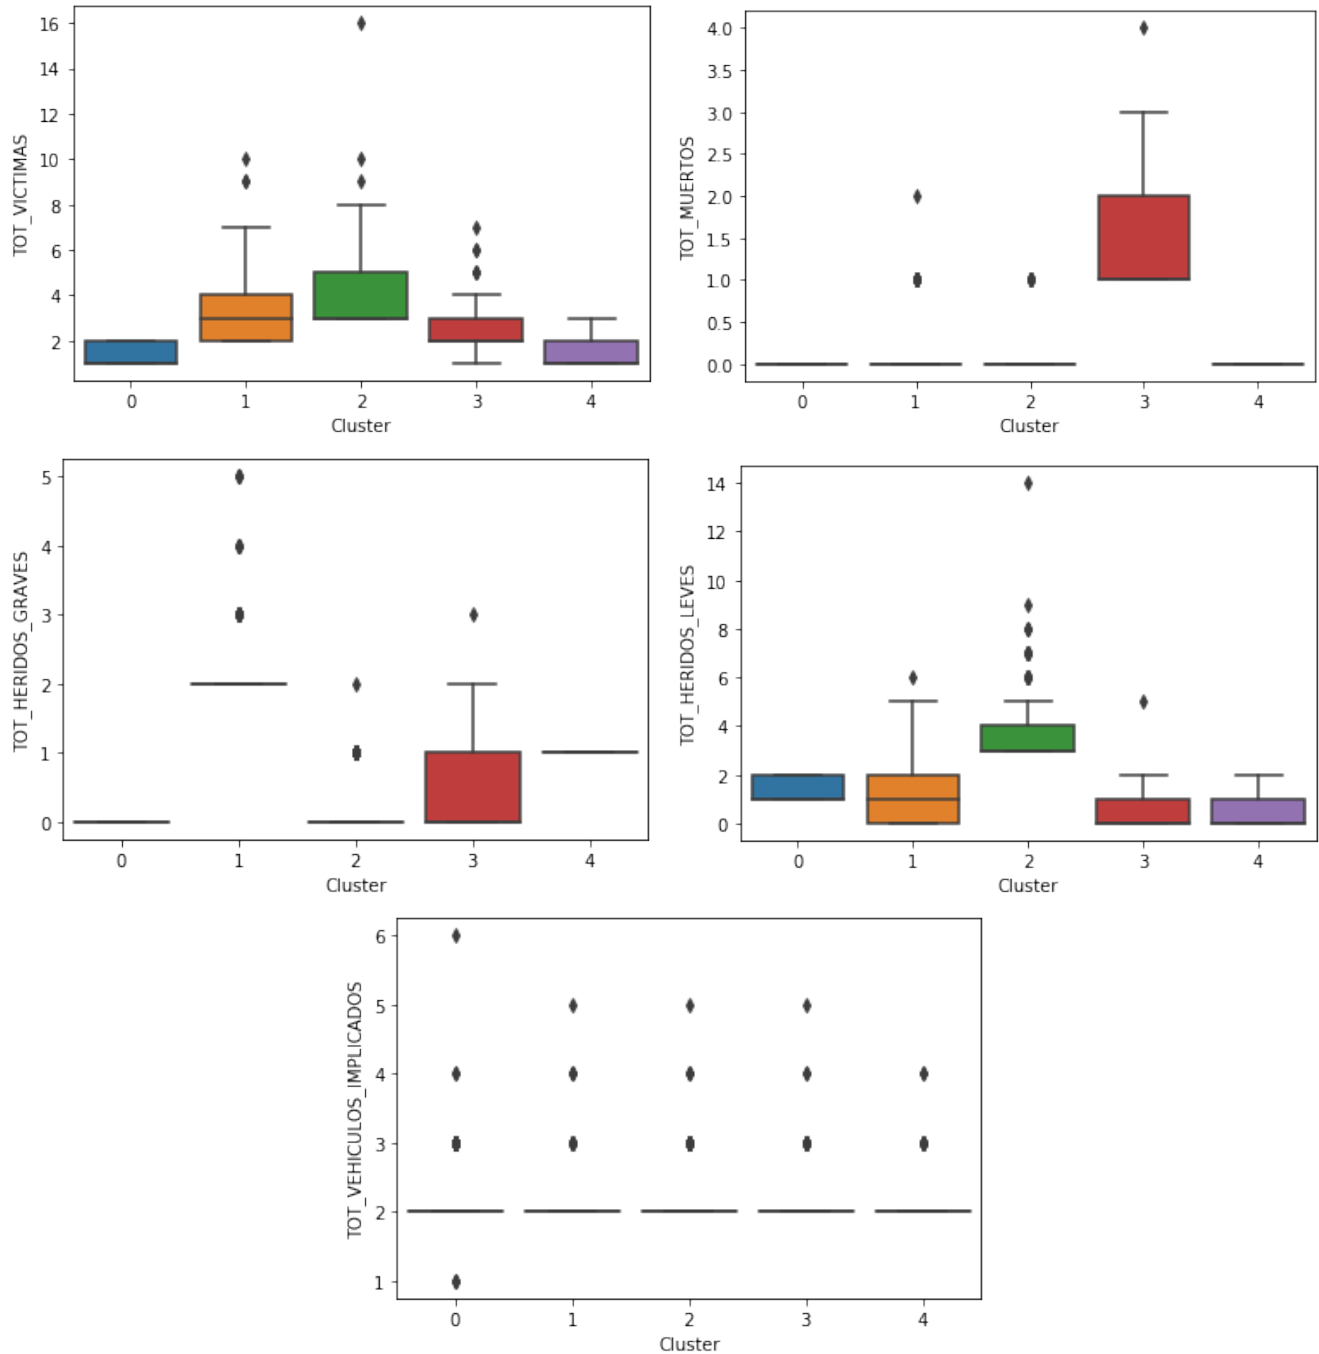 TOT_VICTIMAS
16
14
12
10
8
6
4
2
0 1 2 3 4
Cluster
TOT_MUERTOS
4.0
3.5
3.0
2.5
2.0
1.5
1.0
0.5
0.0
0 1 2 3 4
Cluster
TOT_HERIDOS_GRAVES
5
4
3
2
1
0
0 1 2 3 4
Cluster
TOT_HERIDOS_LEVES
14
12
10
8
6
4
2
0
0 1 2 3 4
Cluster
TOT_VEHICULOS_IMPLICADOS
6
5
4
3
2
1
0 1 2 3 4
Cluster